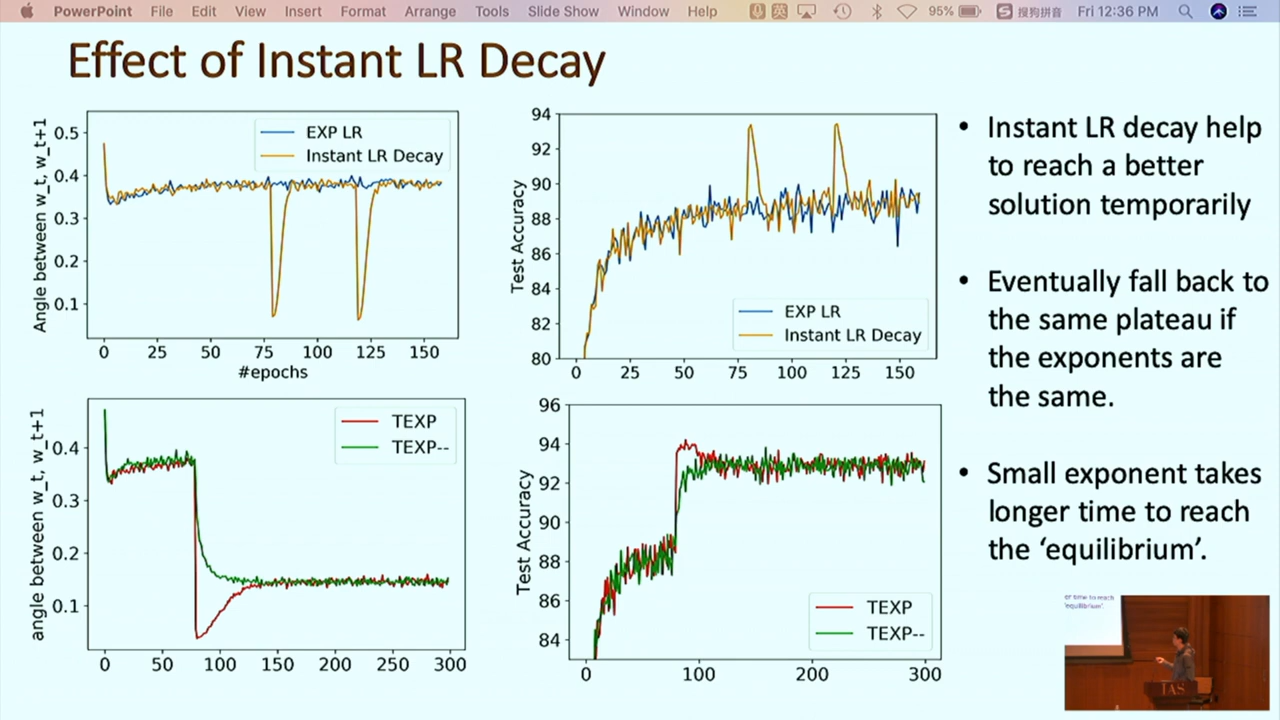 PowerPoint File Edit View Insert Format Arrange Tools Slide Show Window Help 英 95% S 搜狗拼音 Fri 12:36 PM
Effect of Instant LR Decay
Angle between w_t, w_t+1
0.5
0.4
0.3
0.2
0.1
EXP LR
Instant LR Decay
0 25 50 75 100 125 150
#epochs
Test Accuracy
94
92
90
88
86
84
82
80
EXP LR
Instant LR Decay
0 25 50 75 100 125 150
angle between w_t, w_t+1
0.4
0.3
0.2
0.1
TEXP
TEXP--
0 50 100 150 200 250 300
Test Accuracy
96
94
92
90
88
86
84
TEXP
TEXP--
0 100 200 300
• Instant LR decay help
to reach a better
solution temporarily
• Eventually fall back to
the same plateau if
the exponents are
the same.
• Small exponent takes
longer time to reach
the ‘equilibrium’.
er time to reach
‘equilibrium’.
IAS